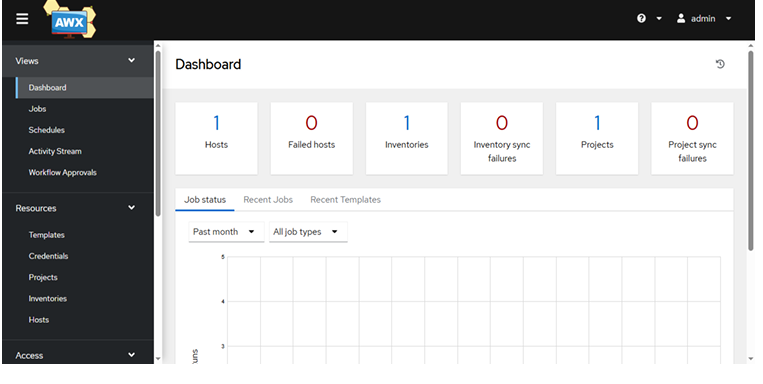 AWX
admin
Views
Dashboard
Jobs
Schedules
Activity Stream
Workflow Approvals
Resources
Templates
Credentials
Projects
Inventories
Hosts
Access
Dashboard
1
Hosts
0
Failed hosts
1
Inventories
0
Inventory sync
failures
1
Projects
0
Project sync
failures
Job status Recent Jobs Recent Templates
Past month All job types
5
4
3